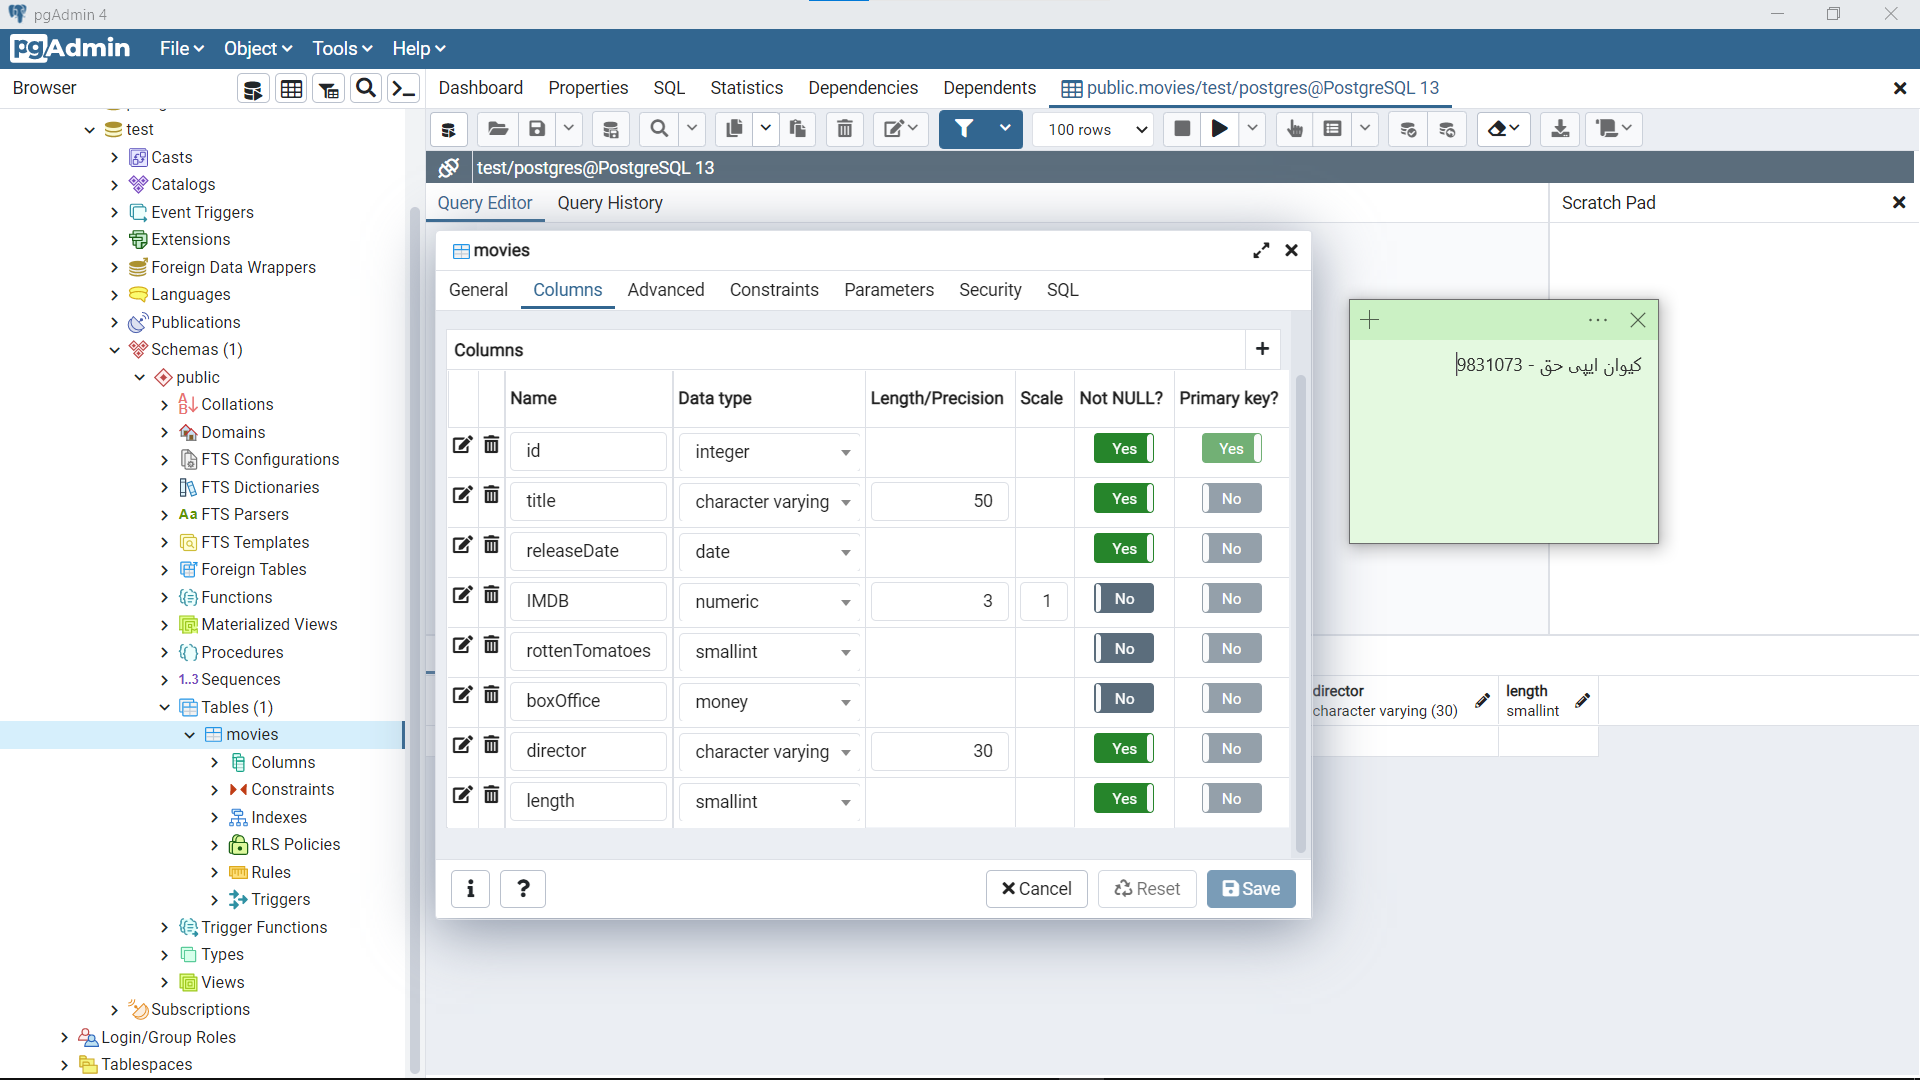 pgAdmin 4
pgAdmin File Object Tools Help
Browser
Dashboard Properties SQL Statistics Dependencies Dependents public.movies/test/postgres@PostgreSQL 13
100 rows
test/postgres@PostgreSQL 13
Query Editor Query History
Scratch Pad
test
Casts
Catalogs
Event Triggers
Extensions
Foreign Data Wrappers
Languages
Publications
Schemas (1)
public
Collations
Domains
FTS Configurations
FTS Dictionaries
Aa FTS Parsers
FTS Templates
Foreign Tables
Functions
Materialized Views
Procedures
1..3 Sequences
Tables (1)
movies
Columns
Constraints
Indexes
RLS Policies
Rules
Triggers
Trigger Functions
Types
Views
Subscriptions
Login/Group Roles
Tablespaces
movies
General Columns Advanced Constraints Parameters Security SQL
Columns
Name Data type Length/Precision Scale Not NULL? Primary key?
id integer Yes Yes
title character varying 50 Yes No
releaseDate date Yes No
IMDB numeric 3 1 No No
rottenTomatoes smallint No No
boxOffice money No No
director character varying 30 Yes No
length smallint Yes No
i ? Cancel Reset Save
کیوان ایپی حق - 9831073
director
character varying (30)
length
smallint